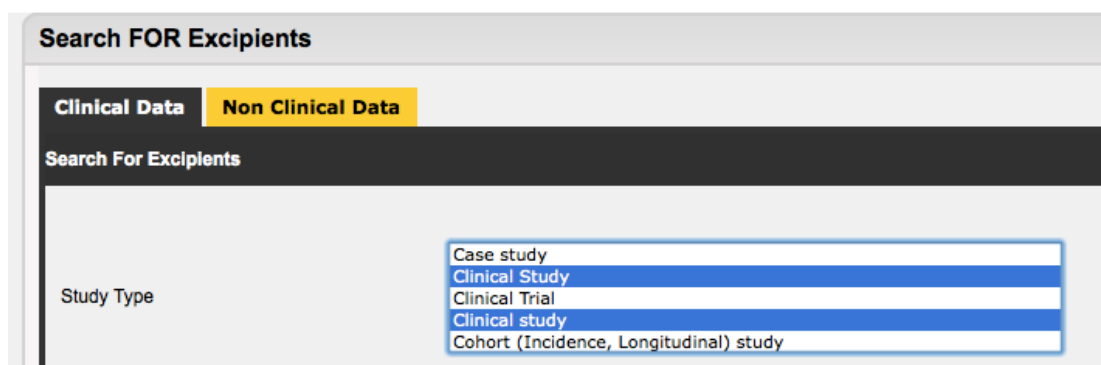 Search FOR Excipients
Clinical Data Non Clinical Data
Search For Excipients
Case study
Clinical Study
Study Type
Clinical Trial
Clinical study
Cohort (Incidence, Longitudinal) study